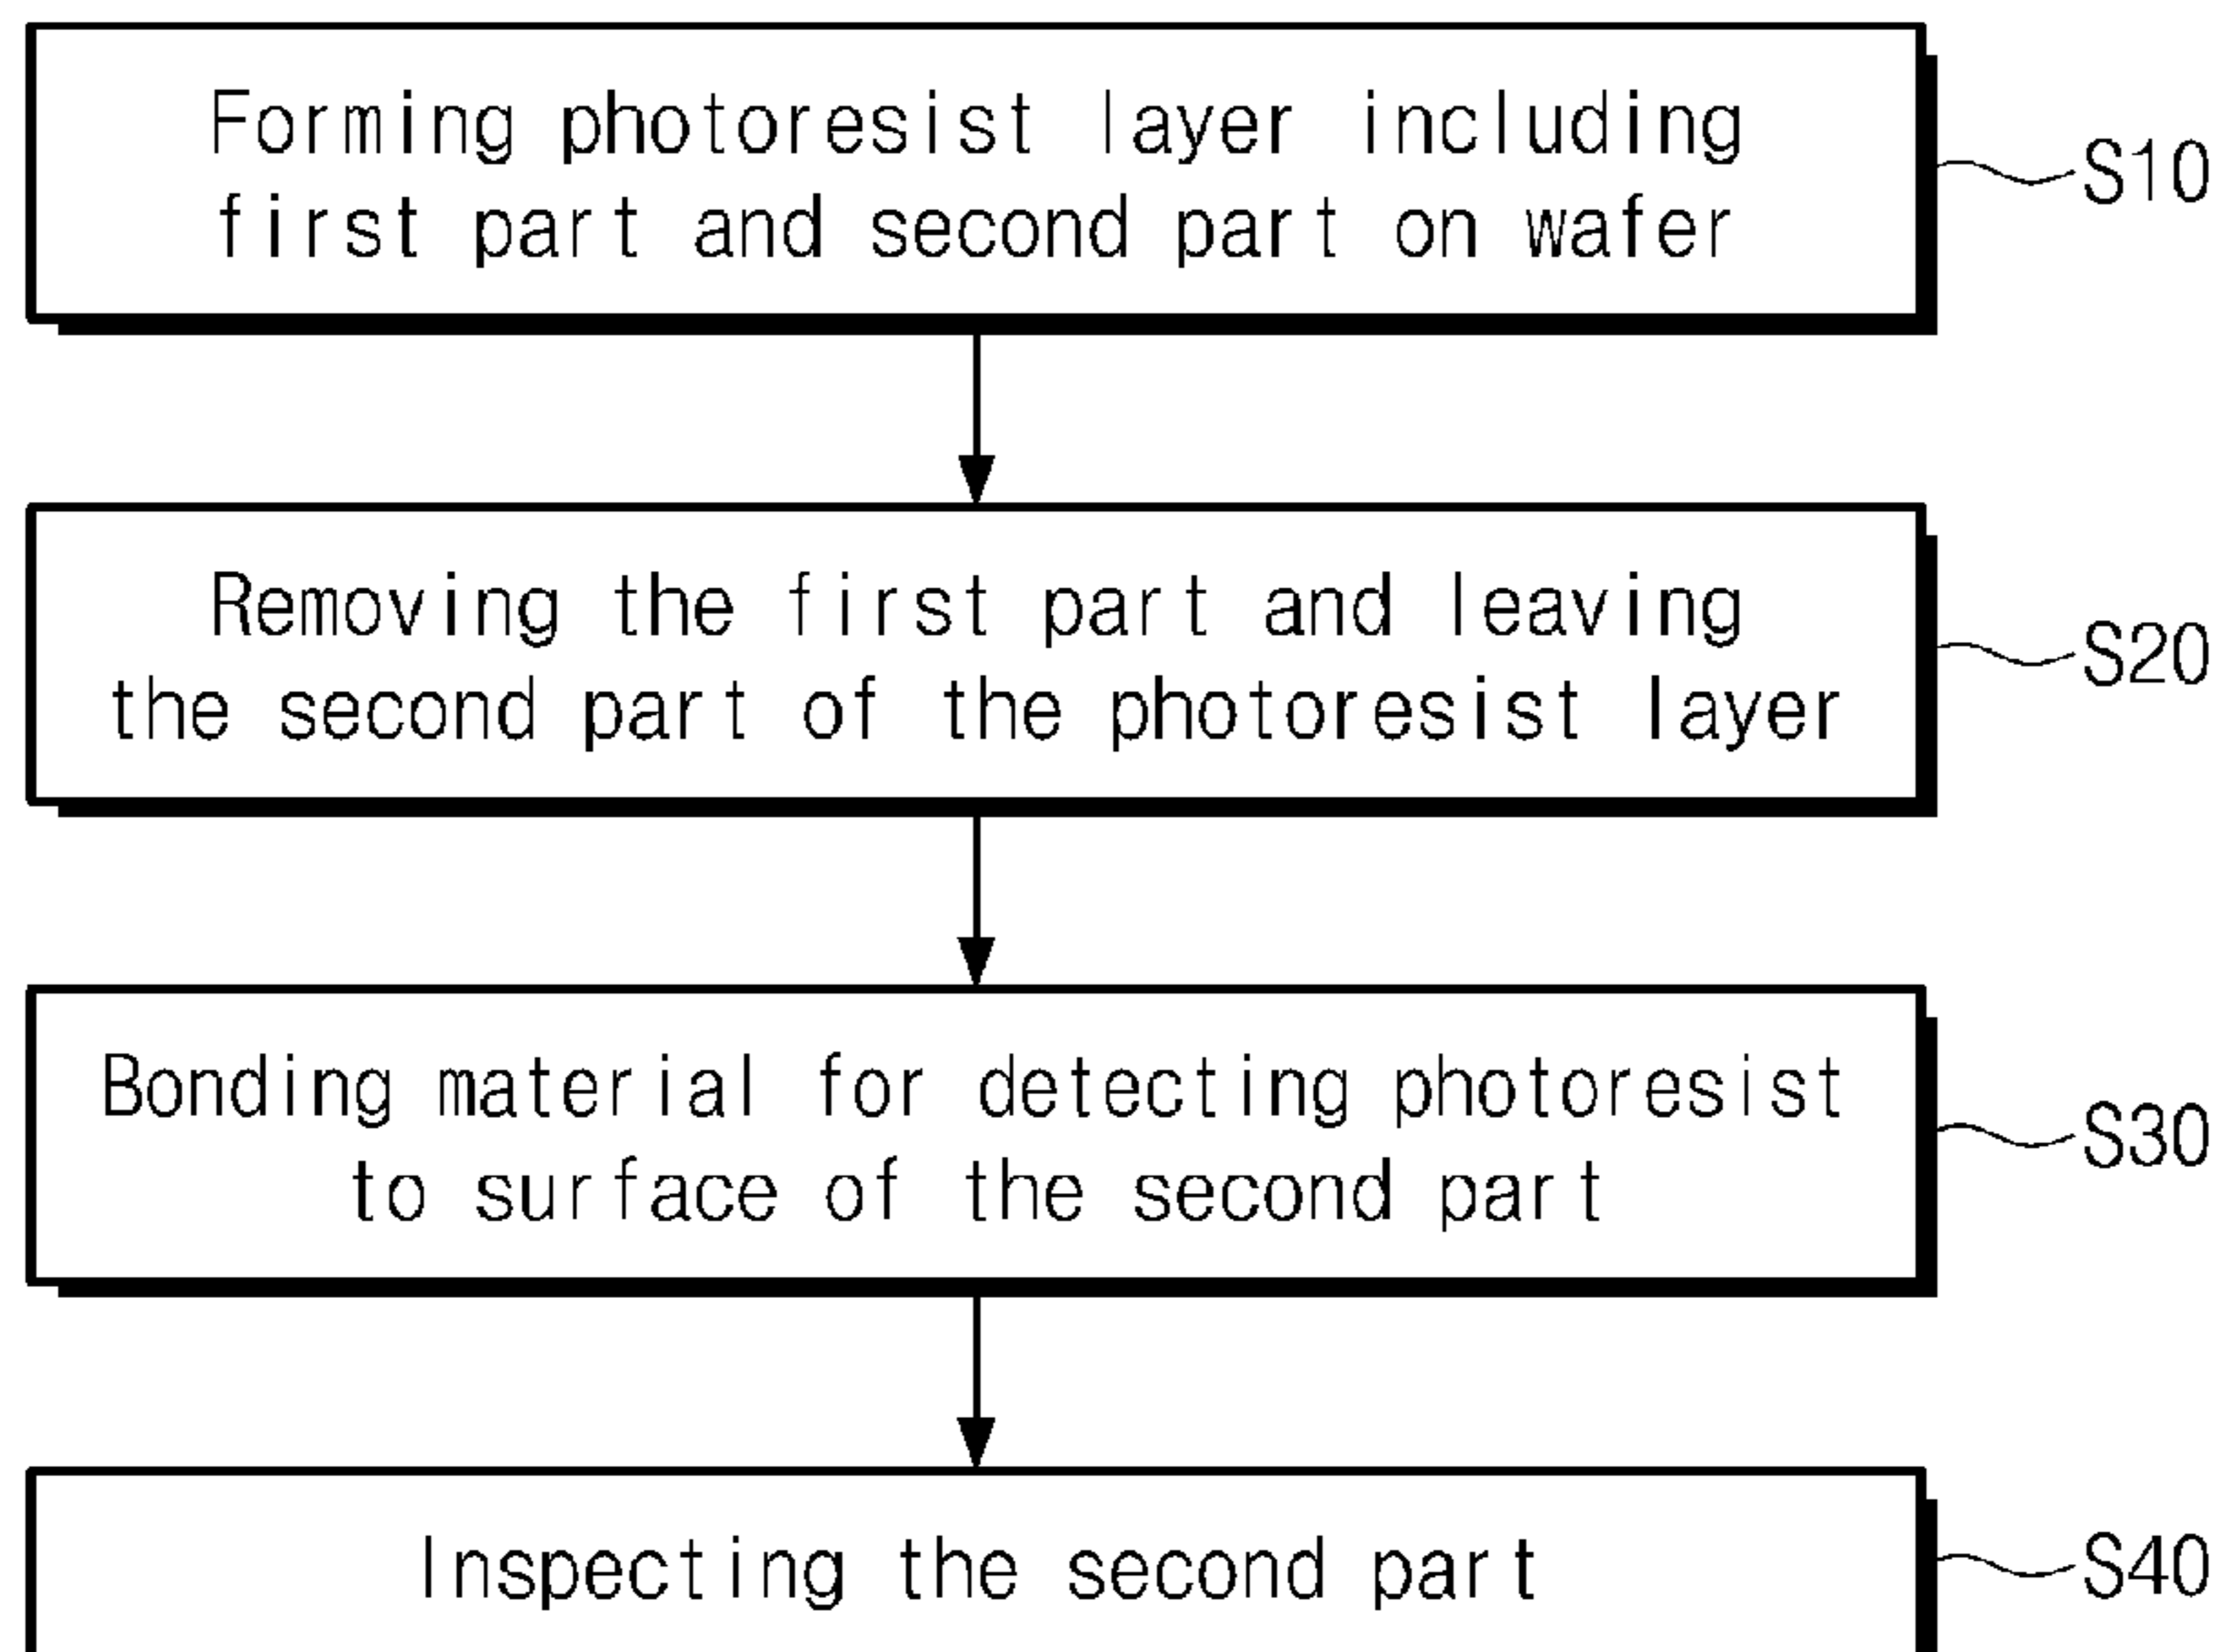 Forming photoresist layer including
first part and second part on wafer
S10
Removing the first part and leaving
the second part of the photoresist layer
S20
Bonding material for detecting photoresist
to surface of the second part
S30
Inspecting the second part
S40